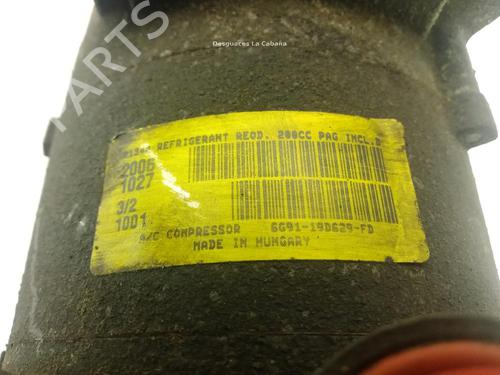 Desguaces La Cabaña
REFRIGERANT REQD. 200CC PAG INCL.
2006
1027
3/2
1001
A/C COMPRESSOR 6G91-19D629-FD
MADE IN HUNGARY